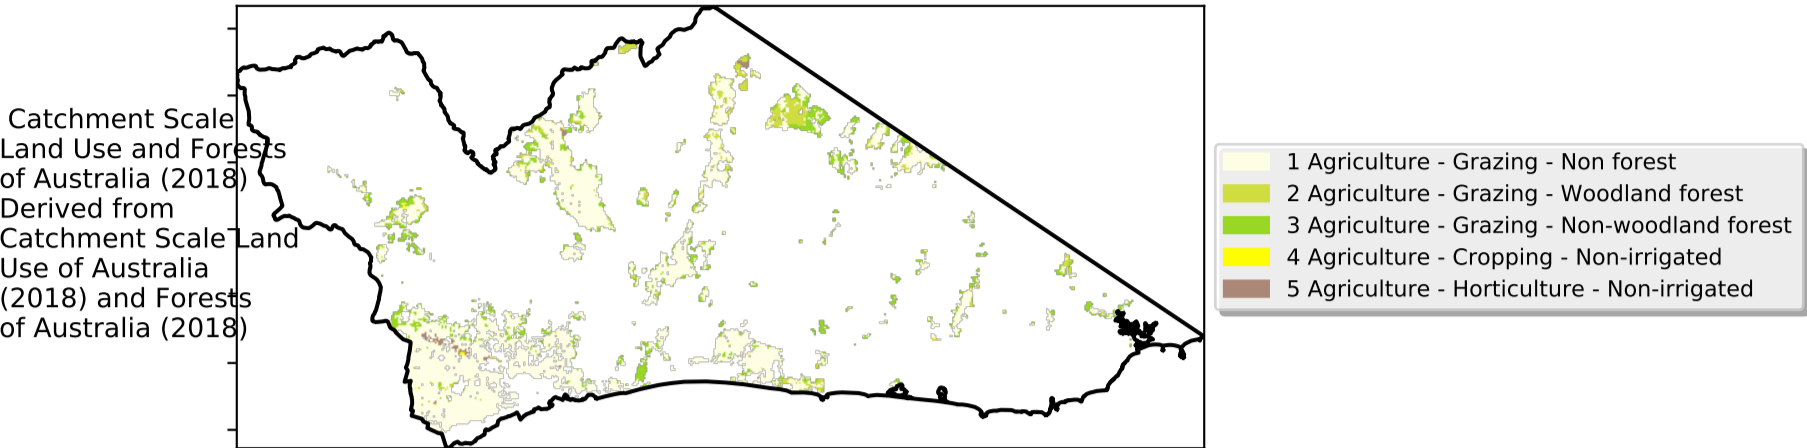 Catchment Scale
Land Use and Forests
of Australia (2018)
Derived from
Catchment Scale Land
Use of Australia
(2018) and Forests
of Australia (2018)
1 Agriculture - Grazing - Non forest
2 Agriculture - Grazing - Woodland forest
3 Agriculture - Grazing - Non-woodland forest
4 Agriculture - Cropping - Non-irrigated
5 Agriculture - Horticulture - Non-irrigated